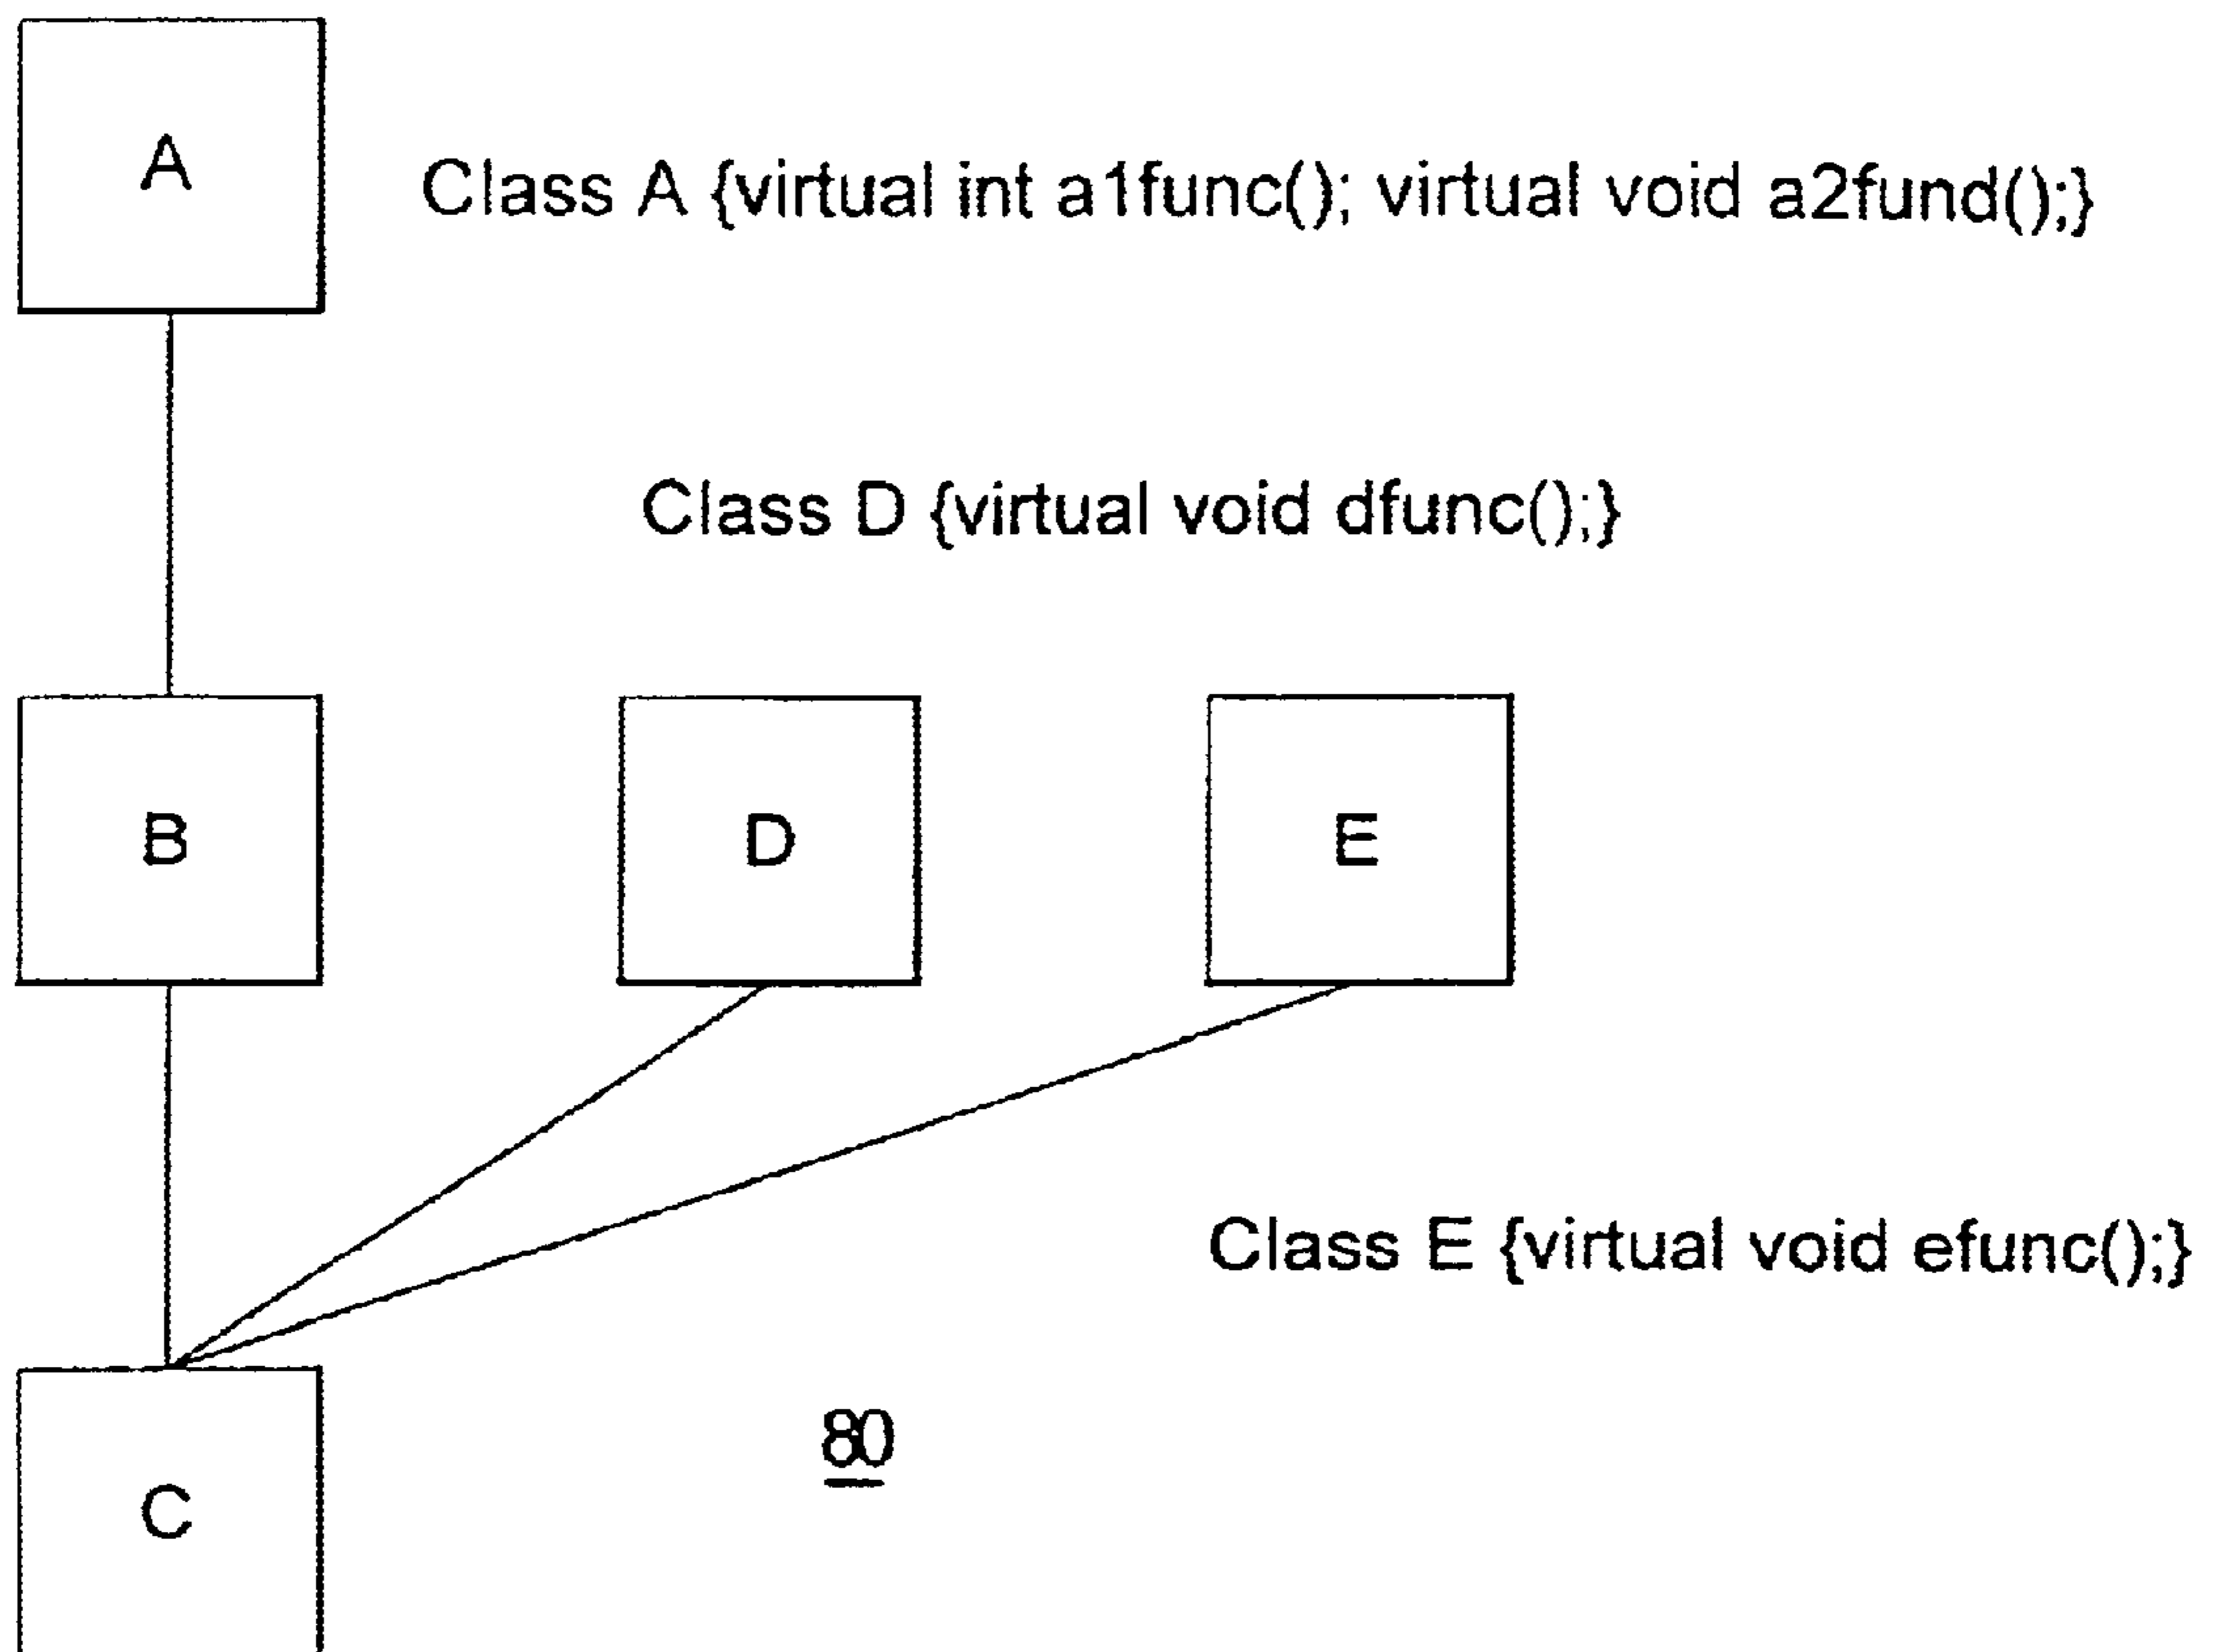 A
Class A {virtual int a1func(); virtual void a2fund();}
Class D {virtual void dfunc();}
B
D
E
Class E {virtual void efunc();}
80
C